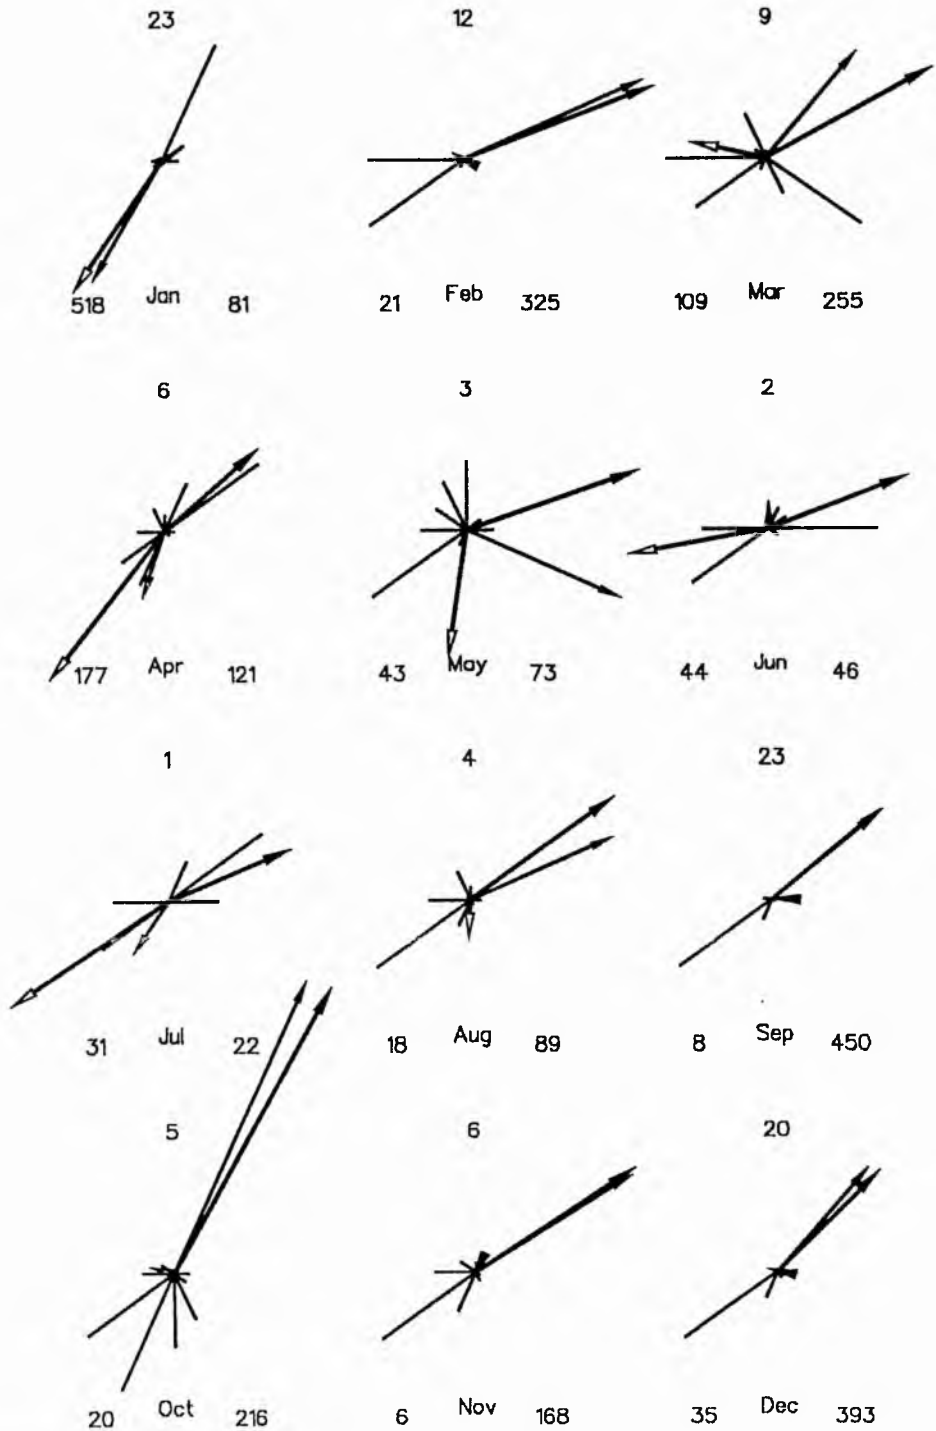 23 12 9
518 Jan 81 21 Feb 325 109 Mar 255
6 3 2
177 Apr 121 43 May 73 44 Jun 46
1 4 23
31 Jul 22 18 Aug 89 8 Sep 450
5 6 20
20 Oct 216 6 Nov 168 35 Dec 393